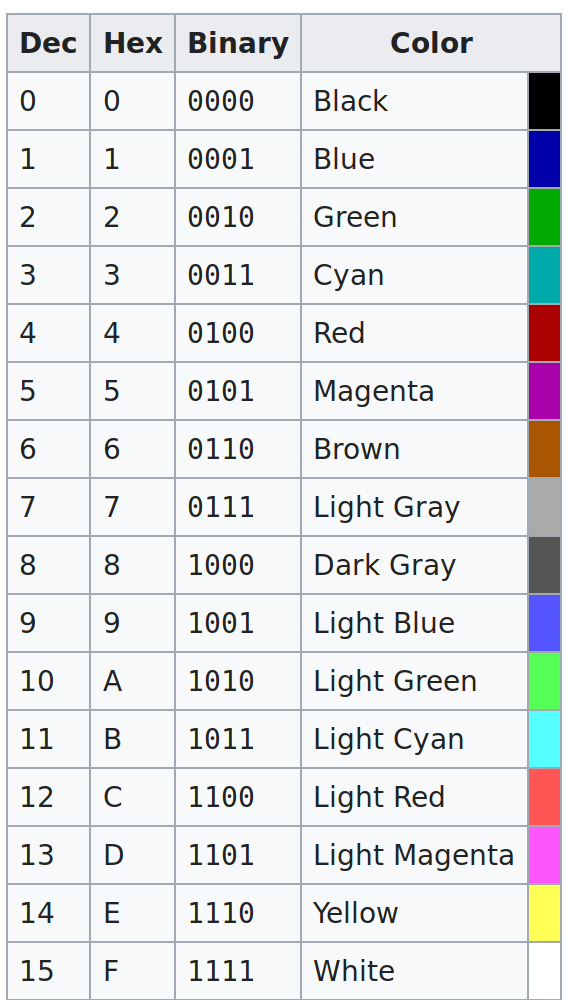 Dec Hex Binary Color
0 0 0000 Black
1 1 0001 Blue
2 2 0010 Green
3 3 0011 Cyan
4 4 0100 Red
5 5 0101 Magenta
6 6 0110 Brown
7 7 0111 Light Gray
8 8 1000 Dark Gray
9 9 1001 Light Blue
10 A 1010 Light Green
11 B 1011 Light Cyan
12 C 1100 Light Red
13 D 1101 Light Magenta
14 E 1110 Yellow
15 F 1111 White